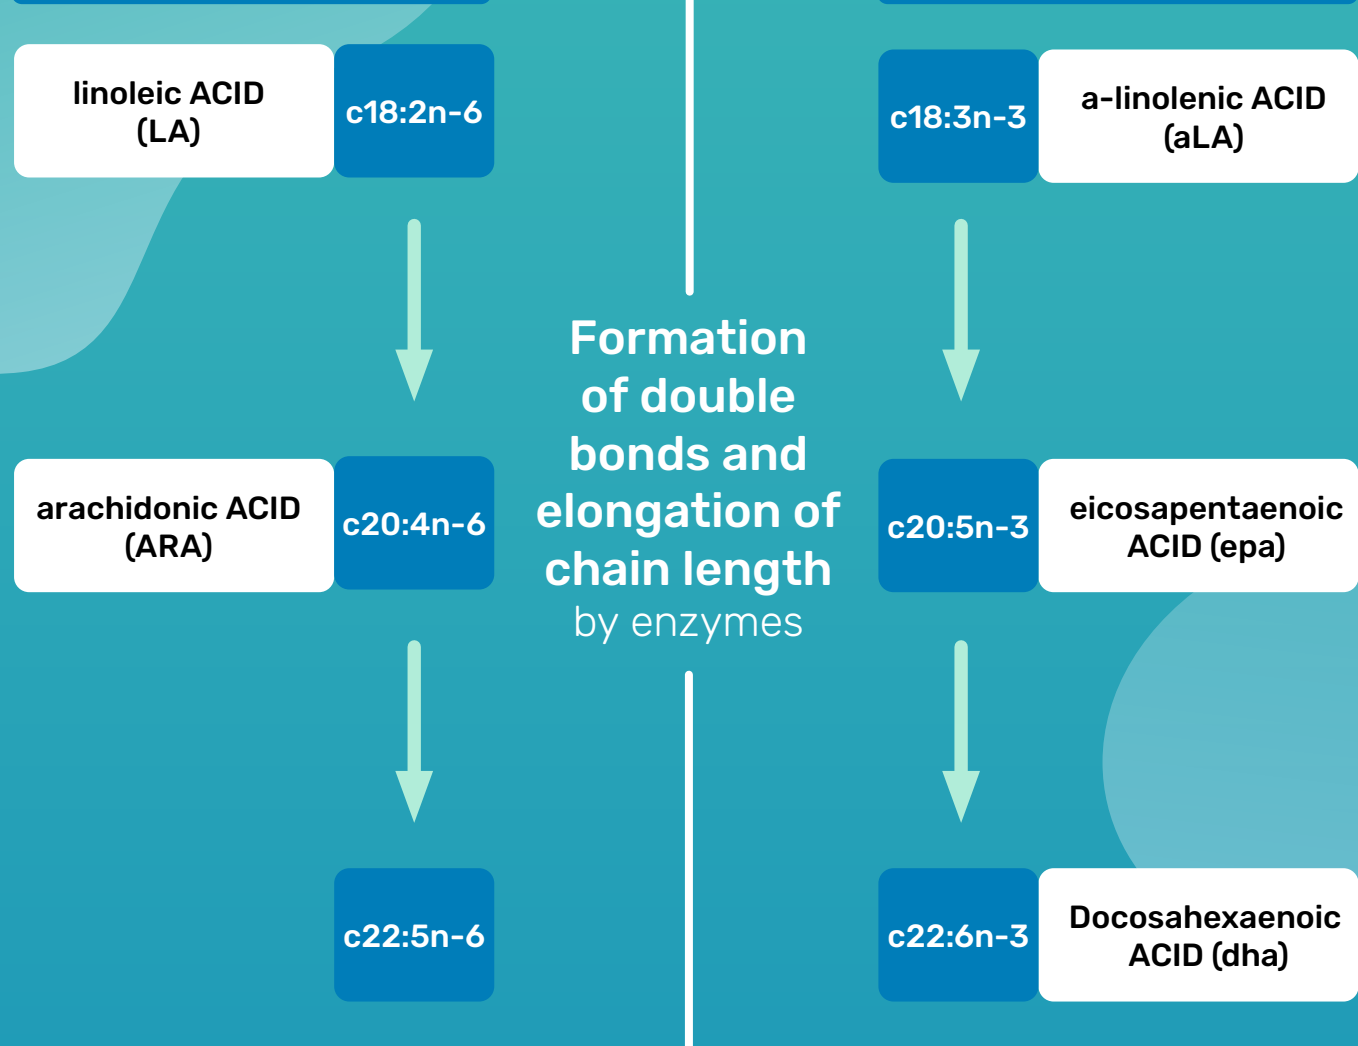 linoleic ACID
(LA)
c18:2n-6
c18:3n-3
a-linolenic ACID
(aLA)
Formation
of double
bonds and
elongation of
chain length
by enzymes
arachidonic ACID
(ARA)
c20:4n-6
c20:5n-3
eicosapentaenoic
ACID (epa)
c22:5n-6
c22:6n-3
Docosahexaenoic
ACID (dha)